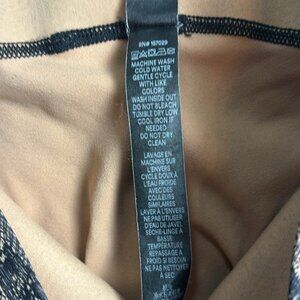 RN# 157029
MACHINE WASH
COLD WATER
GENTLE CYCLE
WITH LIKE
COLORS
WASH INSIDE-OUT
DO NOT BLEACH
TUMBLE DRY LOW
COOL IRON IF
NEEDED
DO NOT DRY
CLEAN
LAVAGE EN
MACHINE SUR
L'ENVERS
CYCLE DOUX À
L'EAU FROIDE
AVEC DES
COULEURS
SIMILAIRES
LAVER À L'ENVERS
NE PAS UTILISER
D'EAU DE JAVEL
SÈCHE-LINGE À
BASSE
TEMPÉRATURE
REPASSAGE À
FROID SI BESOIN
NE PAS NETTOYER
À SEC